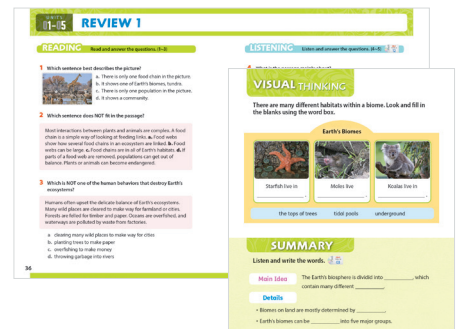 UNITS
01-05 REVIEW 1
READING Read and answer the questions. (1–3)
1 Which sentence best describes the picture?
a. There is only one food chain in the picture.
b. It shows one of Earth's biomes, tundra.
c. There is only one population in the picture.
d. It shows a community.
2 Which sentence does NOT fit in the passage?
Most interactions between plants and animals are complex. A food
chain is a simple way of looking at feeding links. a. Food webs
show how several food chains in an ecosystem are linked. b. Food
webs can be large. c. Food chains are in all of Earth's habitats. d. If
parts of a food web are removed, populations can get out of
balance. Plants or animals can become endangered.
3 Which is NOT one of the human behaviors that destroy Earth's
ecosystems?
Humans often upset the delicate balance of Earth's ecosystems.
Many wild places are cleared to make way for farmland or cities.
Forests are felled for timber and paper. Oceans are overfished, and
waterways are polluted by waste from factories.
a. clearing many wild places to make way for cities
b. planting trees to make paper
c. overfishing to make money
d. throwing garbage into rivers
36
LISTENING Listen and answer the questions. (4–5)
VISUAL THINKING
There are many different habitats within a biome. Look and fill in
the blanks using the word box.
Earth's Biomes
Starfish live in
Moles live
Koalas live in
the tops of trees tidal pools underground
SUMMARY
Listen and write the words.
Main Idea The Earth's biosphere is divided into __________, which
contain many different __________.
Details
• Biomes on land are mostly determined by __________.
• Earth's biomes can be __________ into five major groups.